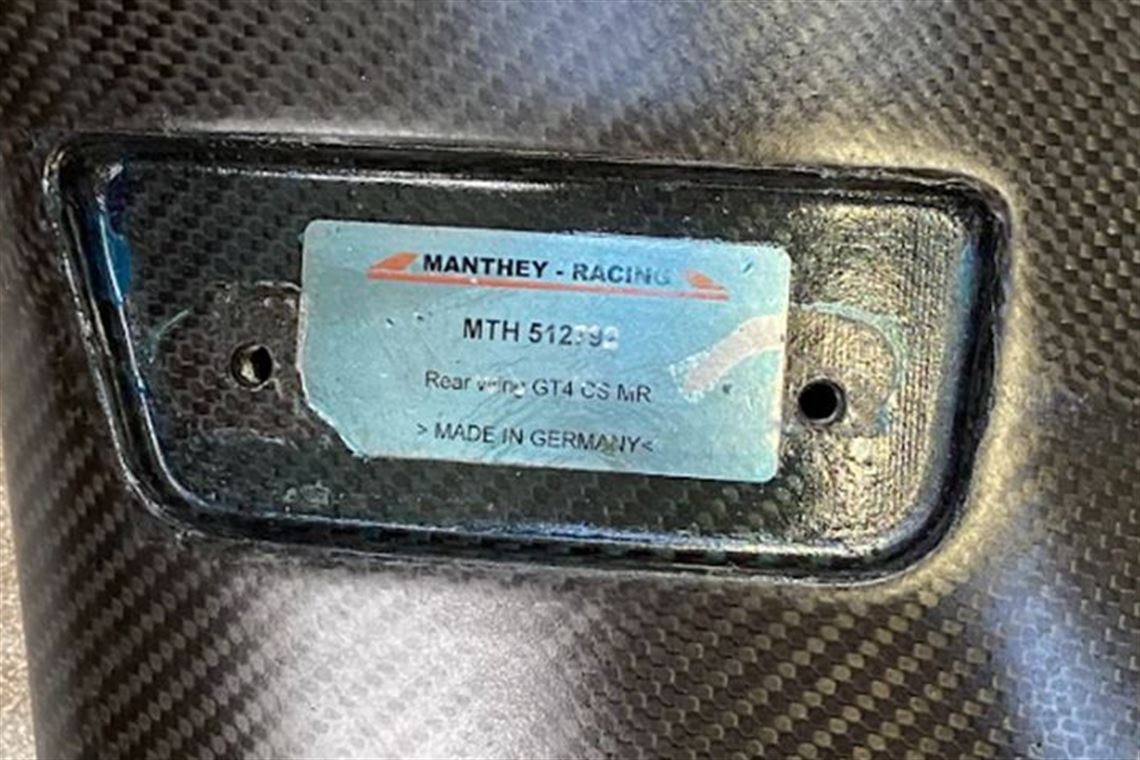 MANTHEY - RACING
MTH
Rear wing GT4 CS MR
> MADE IN GERMANY<